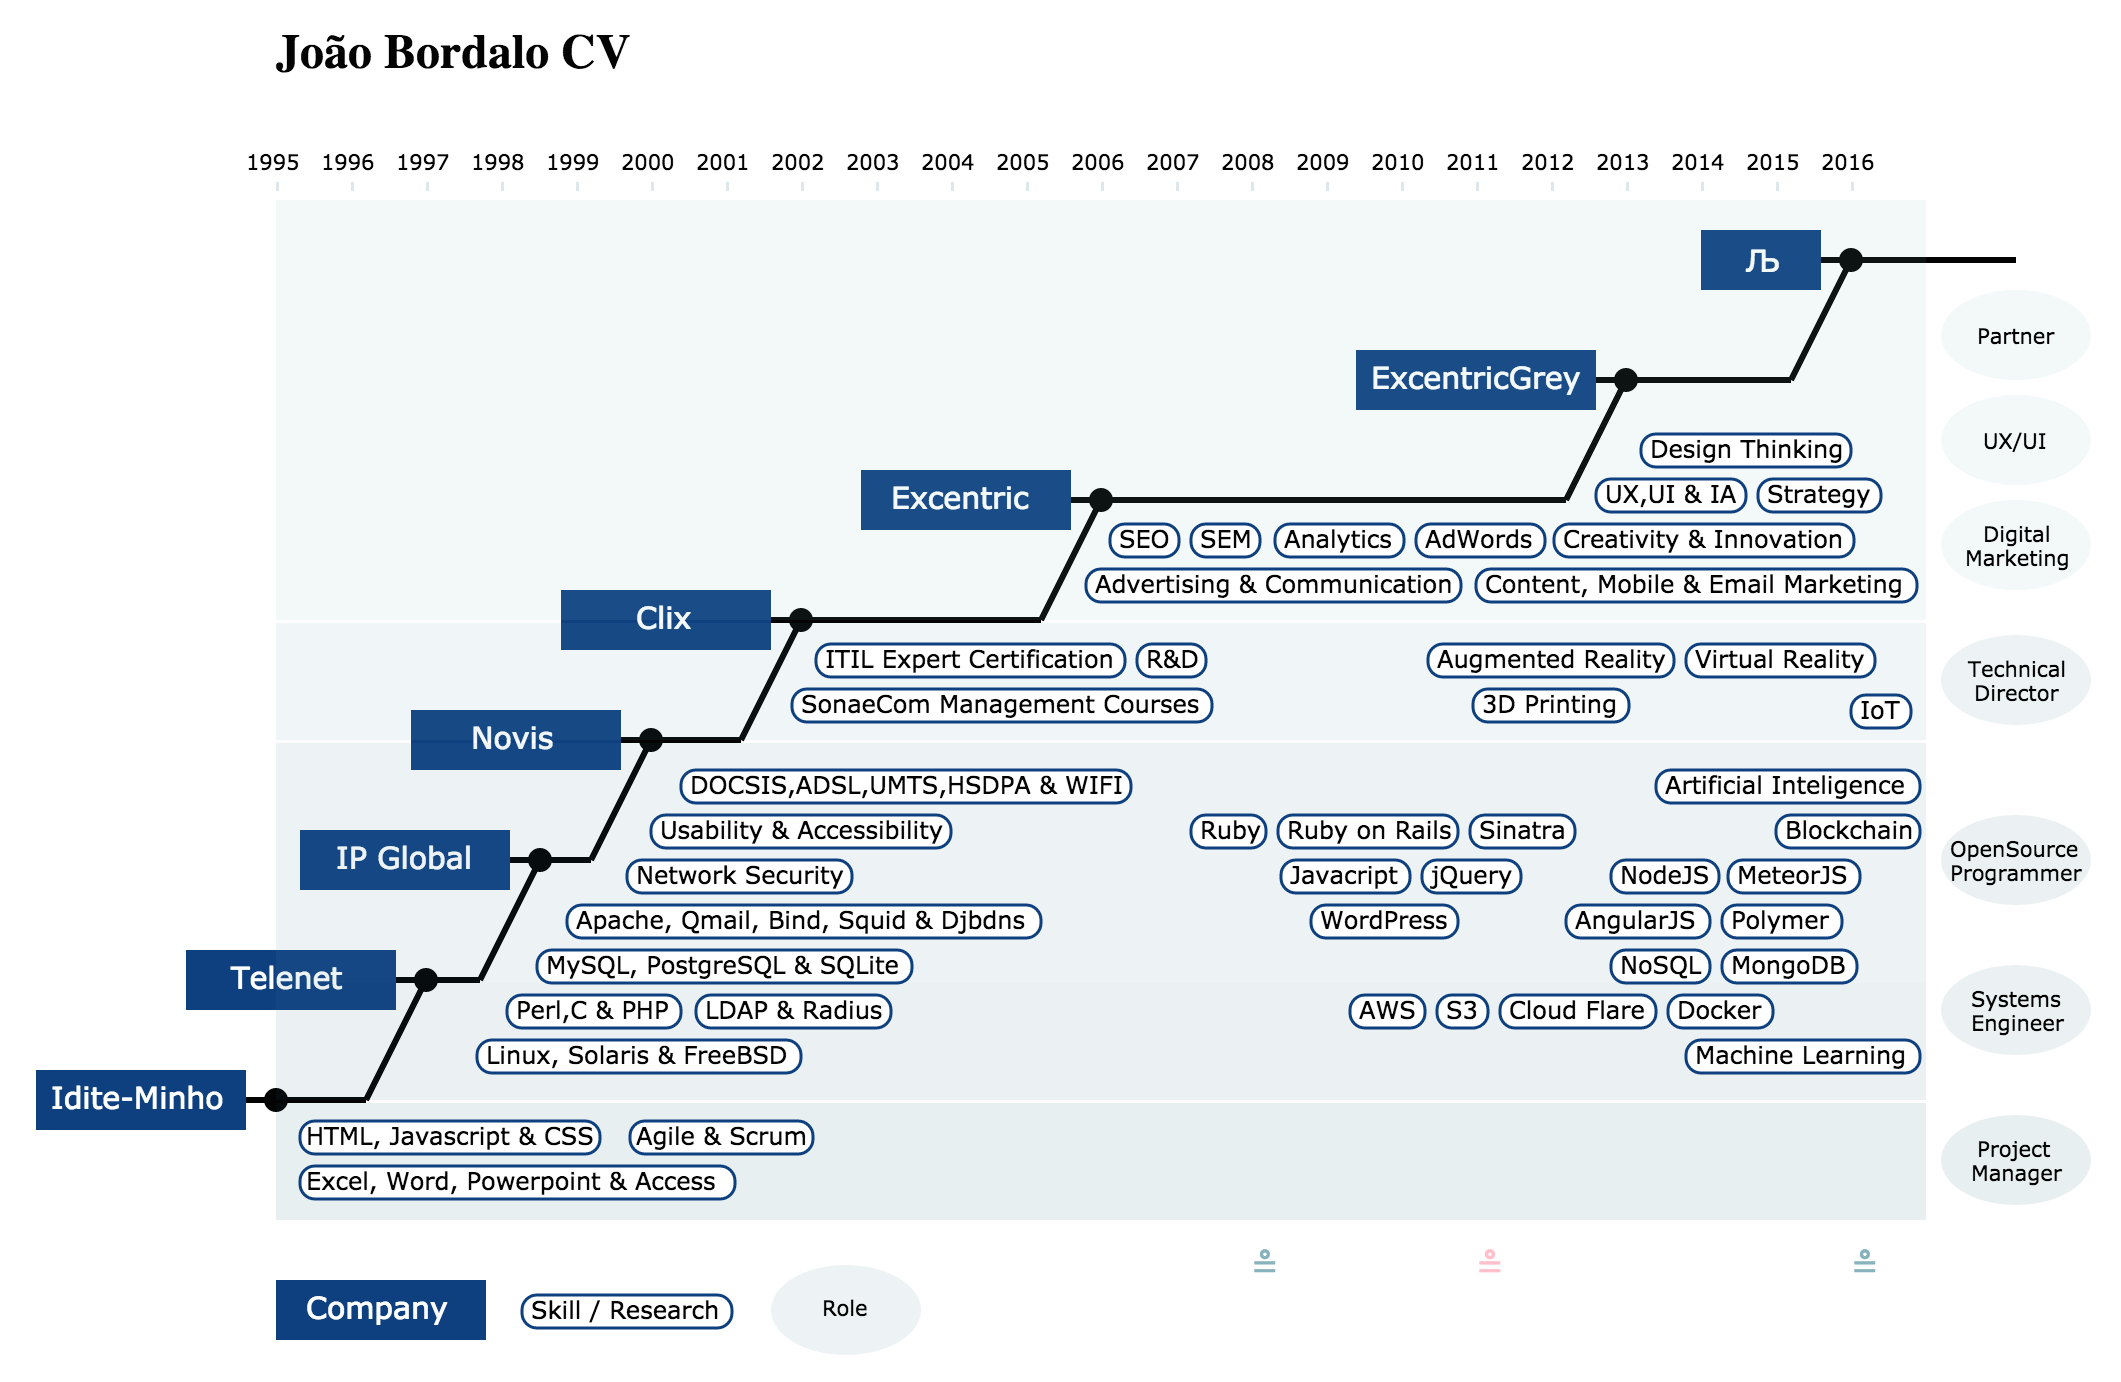 João Bordalo CV
1995 1996 1997 1998 1999 2000 2001 2002 2003 2004 2005 2006 2007 2008 2009 2010 2011 2012 2013 2014 2015 2016
Љ
Partner
ExcentricGrey
UX/UI
Design Thinking
Excentric
UX,UI & IA Strategy
SEO SEM Analytics AdWords Creativity & Innovation
Digital
Marketing
Advertising & Communication Content, Mobile & Email Marketing
Clix
ITIL Expert Certification R&D Augmented Reality Virtual Reality
Technical
Director
SonaeCom Management Courses 3D Printing IoT
Novis
DOCSIS,ADSL,UMTS,HSDPA & WIFI Artificial Inteligence
Usability & Accessibility Ruby Ruby on Rails Sinatra Blockchain
IP Global
OpenSource
Programmer
Network Security Javacript jQuery NodeJS MeteorJS
Apache, Qmail, Bind, Squid & Djbdns WordPress AngularJS Polymer
Telenet
MySQL, PostgreSQL & SQLite NoSQL MongoDB
Perl,C & PHP LDAP & Radius AWS S3 Cloud Flare Docker
Systems
Engineer
Linux, Solaris & FreeBSD Machine Learning
Idite-Minho
HTML, Javascript & CSS Agile & Scrum
Project
Manager
Excel, Word, Powerpoint & Access
Company Skill / Research Role